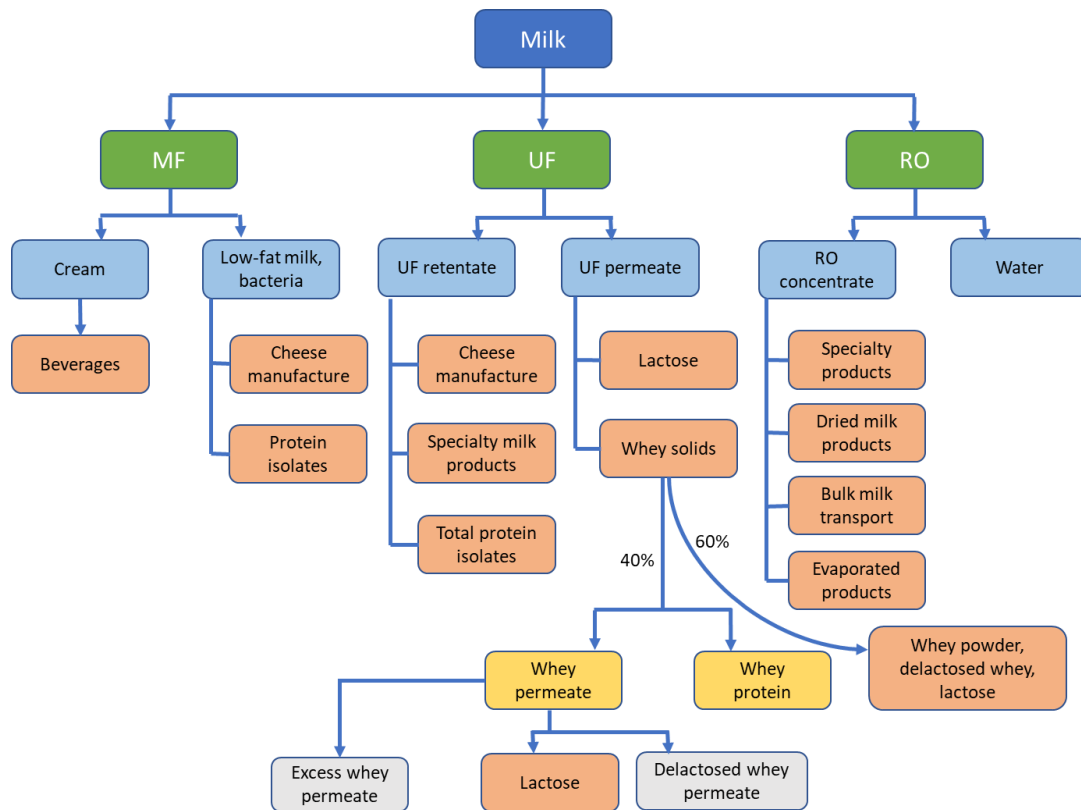 Milk
MF
UF
RO
Cream
Low-fat milk,
bacteria
UF retentate
UF permeate
RO
concentrate
Water
Beverages
Cheese
manufacture
Protein
isolates
Cheese
manufacture
Specialty milk
products
Total protein
isolates
Lactose
Whey solids
Specialty
products
Dried milk
products
Bulk milk
transport
Evaporated
products
40%
60%
Whey
permeate
Whey
protein
Whey powder,
delactosed whey,
lactose
Excess whey
permeate
Lactose
Delactosed whey
permeate